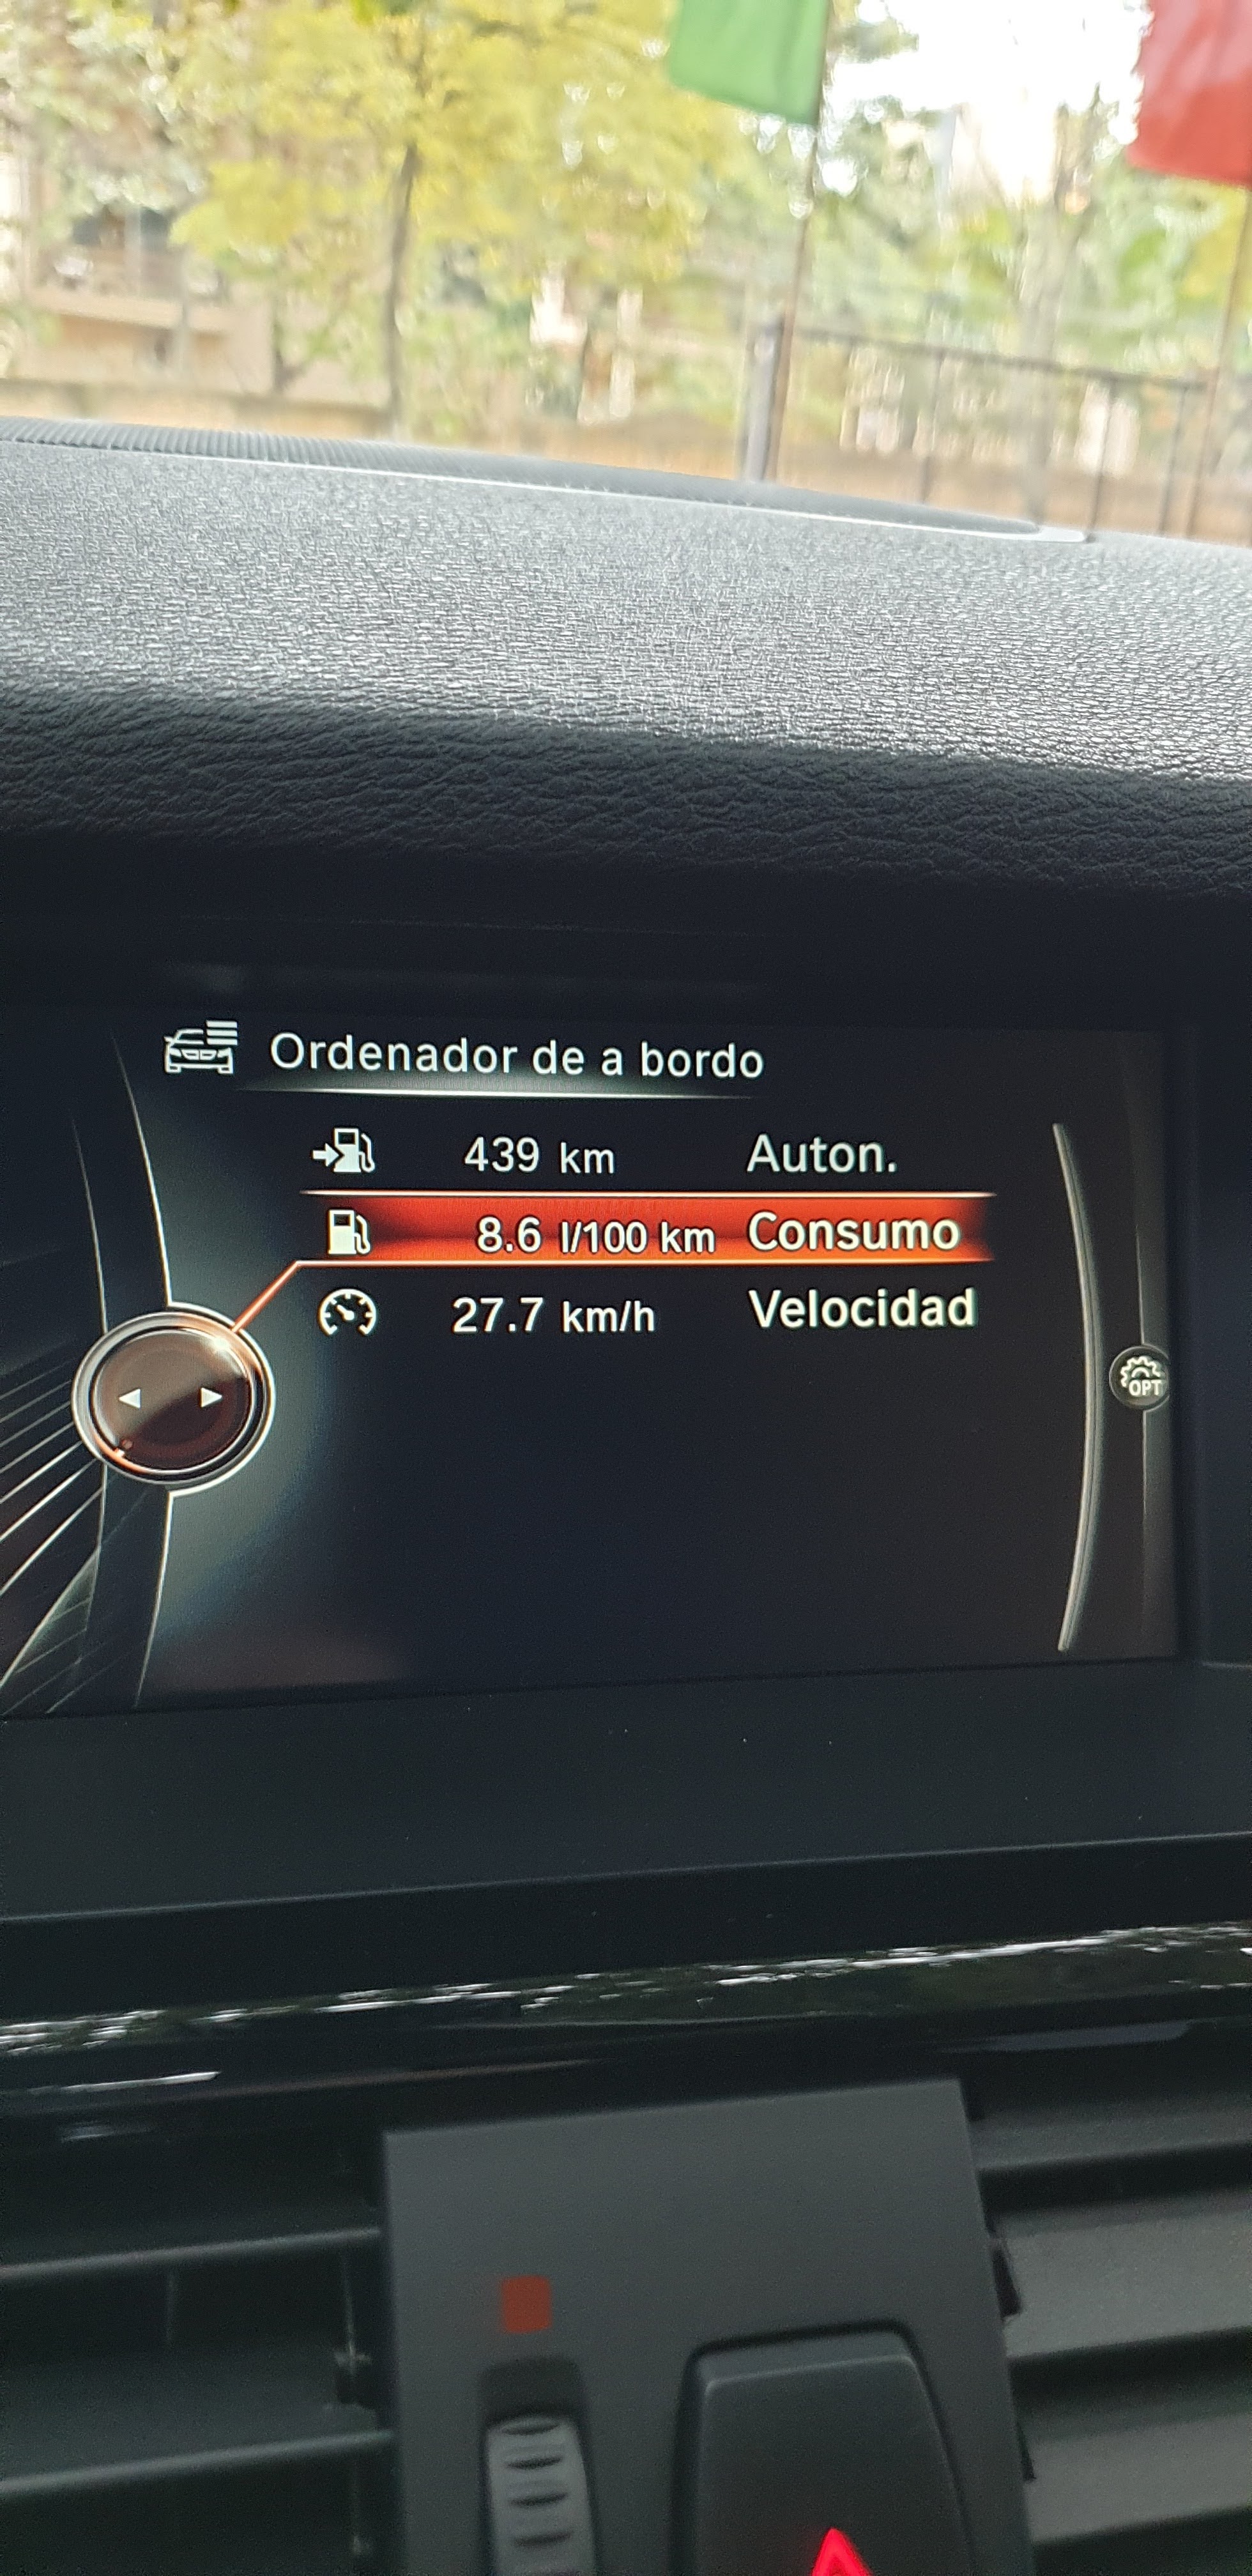 Ordenador de a bordo
439 km Auton.
8.6 l/100 km Consumo
27.7 km/h Velocidad
OPT